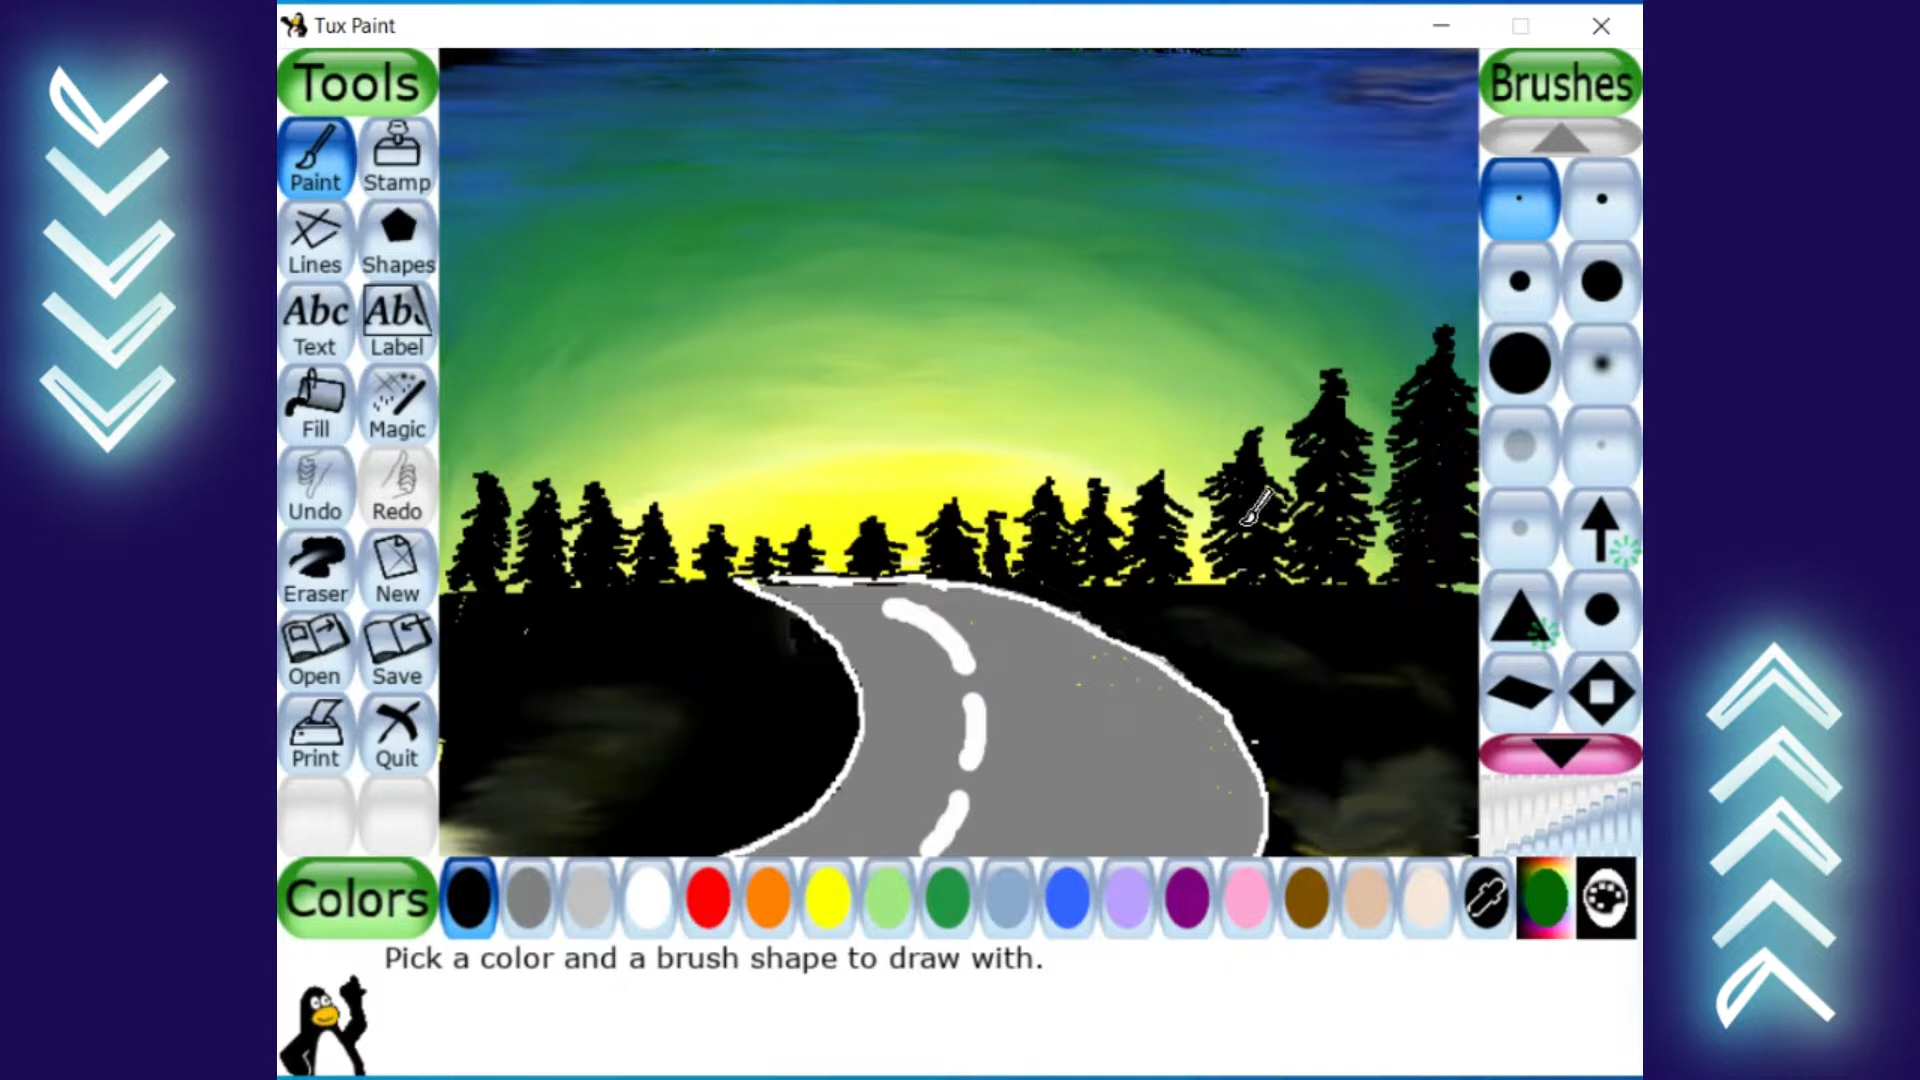 Tux Paint
Tools
Brushes
Paint
Stamp
Lines
Shapes
Abc
Abc
Text
Label
Fill
Magic
Undo
Redo
Eraser
New
Open
Save
Print
Quit
Colors
Pick a color and a brush shape to draw with.